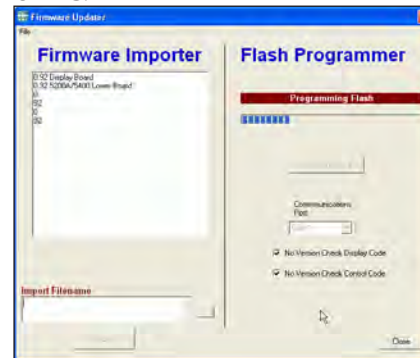 Firmware Updater
File
Firmware Importer
0.92 Display Board
0.92 5200A/5400 Lower Board
0
92
0
92
Import Filename
Flash Programmer
Programming Flash
Communications
Port
No Version Check Display Code
No Version Check Control Code
Close